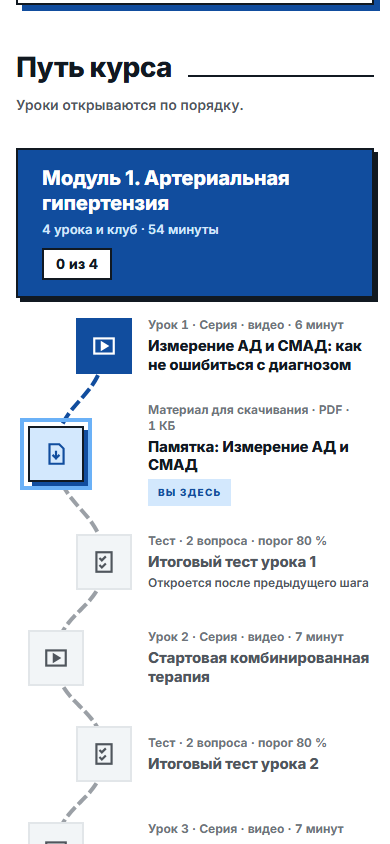 Путь курса
Уроки открываются по порядку.
Модуль 1. Артериальная
гипертензия
4 урока и клуб · 54 минуты
0 из 4
Урок 1 · Серия · видео · 6 минут
Измерение АД и СМАД: как
не ошибиться с диагнозом
Материал для скачивания · PDF ·
1 КБ
Памятка: Измерение АД и
СМАД
ВЫ ЗДЕСЬ
Тест · 2 вопроса · порог 80 %
Итоговый тест урока 1
Откроется после предыдущего шага
Урок 2 · Серия · видео · 7 минут
Стартовая комбинированная
терапия
Тест · 2 вопроса · порог 80 %
Итоговый тест урока 2
Урок 3 · Серия · видео · 7 минут